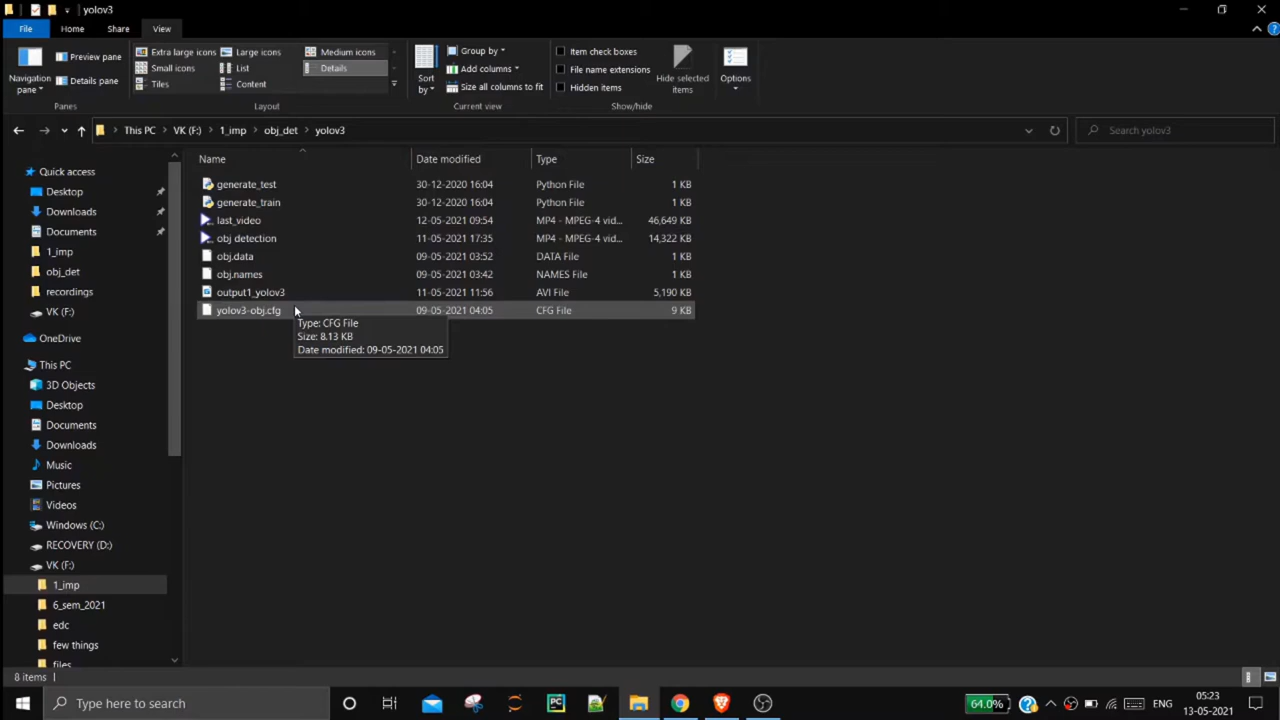 yolov3
File Home Share View
Navigation pane
Preview pane
Details pane
Panes
Extra large icons Large icons Medium icons
Small icons List Details
Tiles Content
Layout
Sort by
Group by
Add columns
Size all columns to fit
Current view
Item check boxes
File name extensions
Hidden items
Hide selected items
Show/hide
Options
This PC > VK (F:) > 1_imp > obj_det > yolov3
Search yolov3
Name Date modified Type Size
generate_test 30-12-2020 16:04 Python File 1 KB
generate_train 30-12-2020 16:04 Python File 1 KB
last_video 12-05-2021 09:54 MP4 - MPEG-4 vid... 46,649 KB
obj detection 11-05-2021 17:35 MP4 - MPEG-4 vid... 14,322 KB
obj.data 09-05-2021 03:52 DATA File 1 KB
obj.names 09-05-2021 03:42 NAMES File 1 KB
output1_yolov3 11-05-2021 11:56 AVI File 5,190 KB
yolov3-obj.cfg 09-05-2021 04:05 CFG File 9 KB
Type: CFG File
Size: 8.13 KB
Date modified: 09-05-2021 04:05
Quick access
Desktop
Downloads
Documents
1_imp
obj_det
recordings
VK (F:)
OneDrive
This PC
3D Objects
Desktop
Documents
Downloads
Music
Pictures
Videos
Windows (C:)
RECOVERY (D:)
VK (F:)
1_imp
6_sem_2021
edc
few things
files
8 items
Type here to search
PC
64.0%
ENG
05:23
13-05-2021